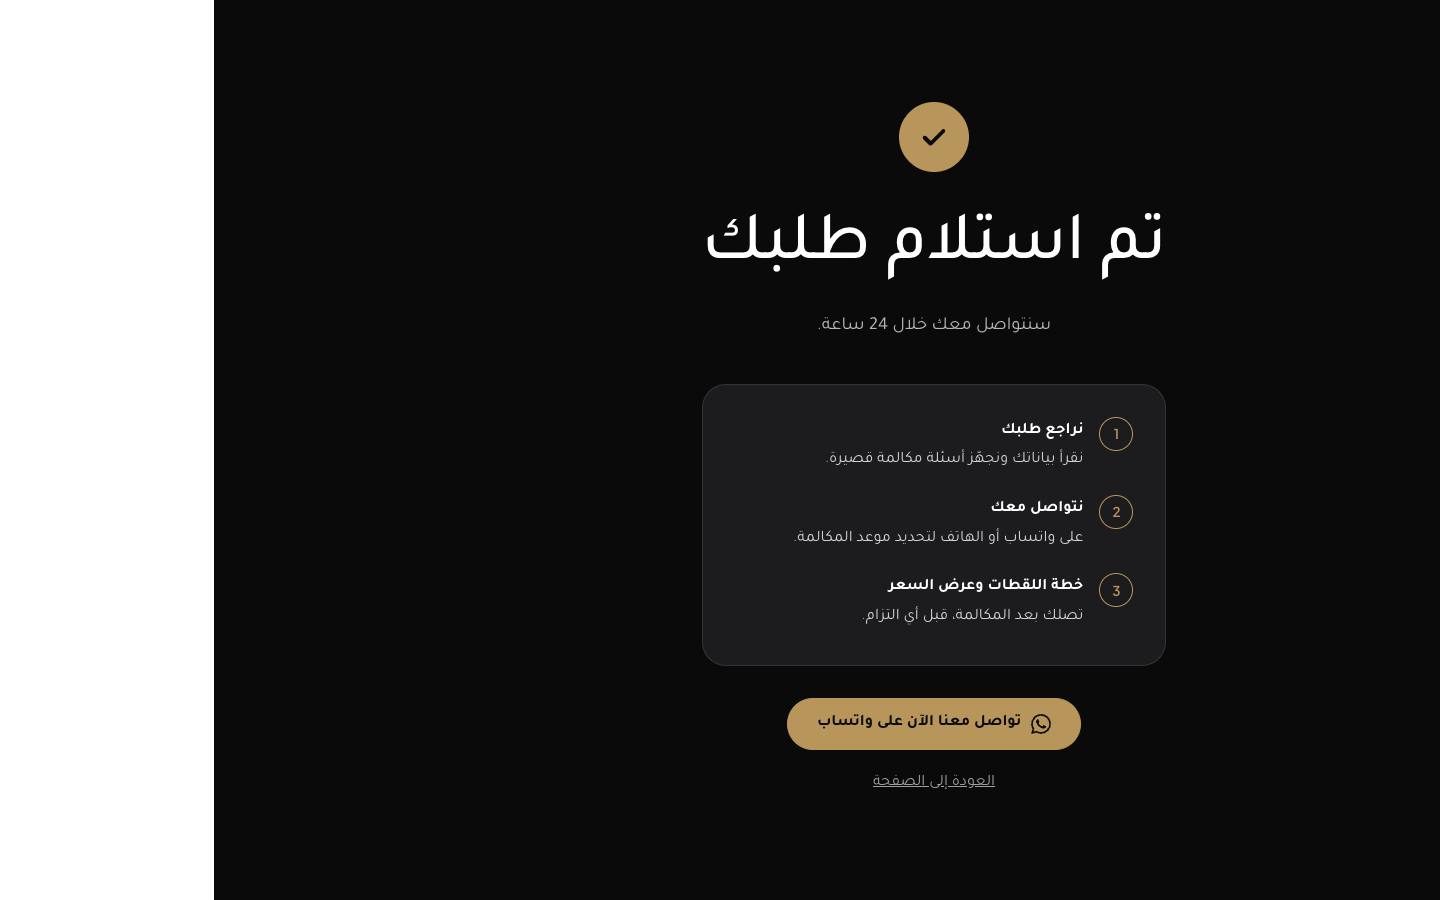 تم استلام طلبك
سنتواصل معك خلال 24 ساعة.
1
نراجع طلبك
نقرأ بياناتك ونجهّز أسئلة مكالمة قصيرة.
2
نتواصل معك
على واتساب أو الهاتف لتحديد موعد المكالمة.
3
خطة اللقطات وعرض السعر
تصلك بعد المكالمة، قبل أي التزام.
تواصل معنا الآن على واتساب
العودة إلى الصفحة